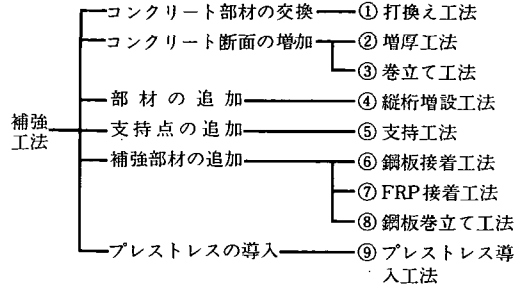 コンクリート部材の交換 ① 打換え工法
コンクリート断面の増加 ② 増厚工法
③ 巻立て工法
部材の追加 ④ 縦桁増設工法
補強工法 支持点の追加 ⑤ 支持工法
補強部材の追加 ⑥ 鋼板接着工法
⑦ FRP接着工法
⑧ 鋼板巻立て工法
プレストレスの導入 ⑨ プレストレス導
入工法